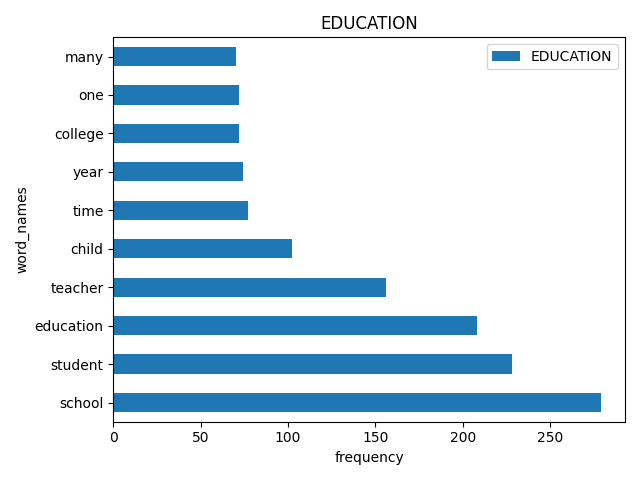 EDUCATION
EDUCATION
many
one
college
year
time
child
teacher
education
student
school
word_names
0 50 100 150 200 250
frequency